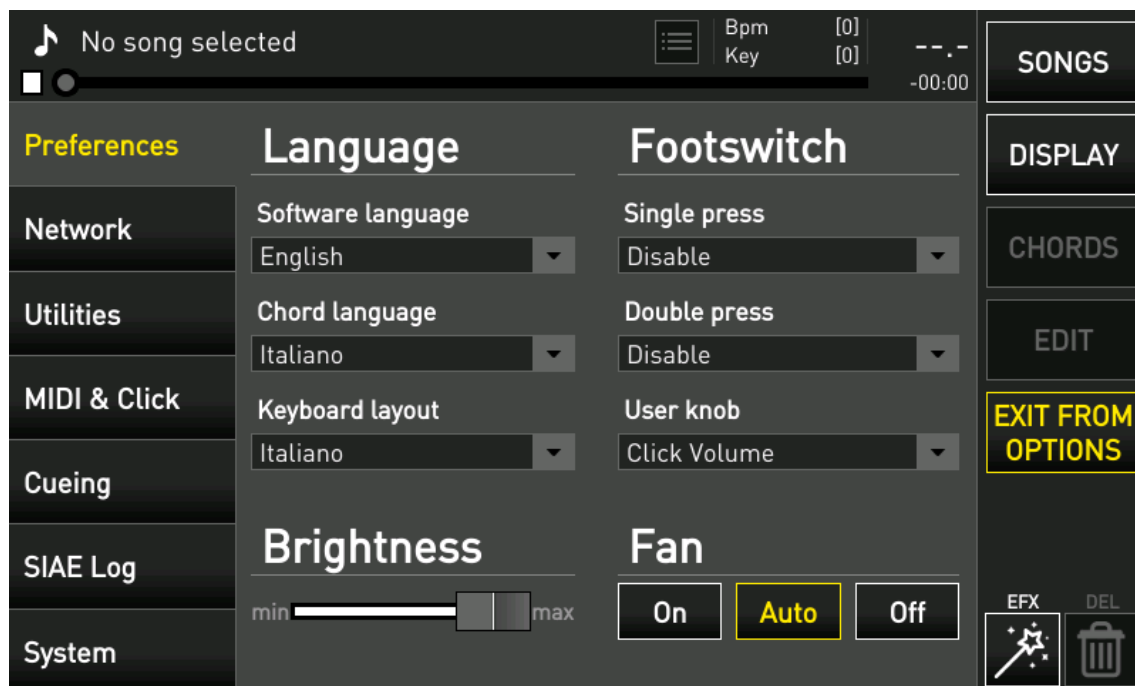 No song selected
Bpm [0]
Key [0]
--.-
-00:00
SONGS
DISPLAY
CHORDS
EDIT
EXIT FROM
OPTIONS
EFX
DEL
Preferences
Network
Utilities
MIDI & Click
Cueing
SIAE Log
System
Language
Software language
English
Chord language
Italiano
Keyboard layout
Italiano
Brightness
min
max
Footswitch
Single press
Disable
Double press
Disable
User knob
Click Volume
Fan
On
Auto
Off